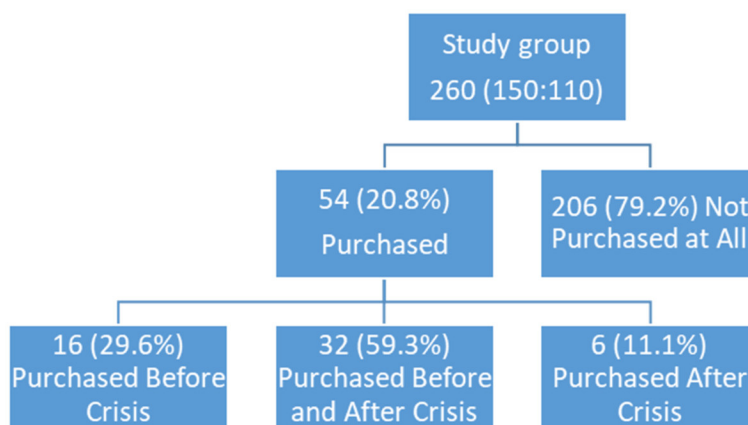 Study group
260 (150:110)
54 (20.8%)
Purchased
206 (79.2%) Not
Purchased at All
16 (29.6%)
Purchased Before
Crisis
32 (59.3%)
Purchased Before
and After Crisis
6 (11.1%)
Purchased After
Crisis